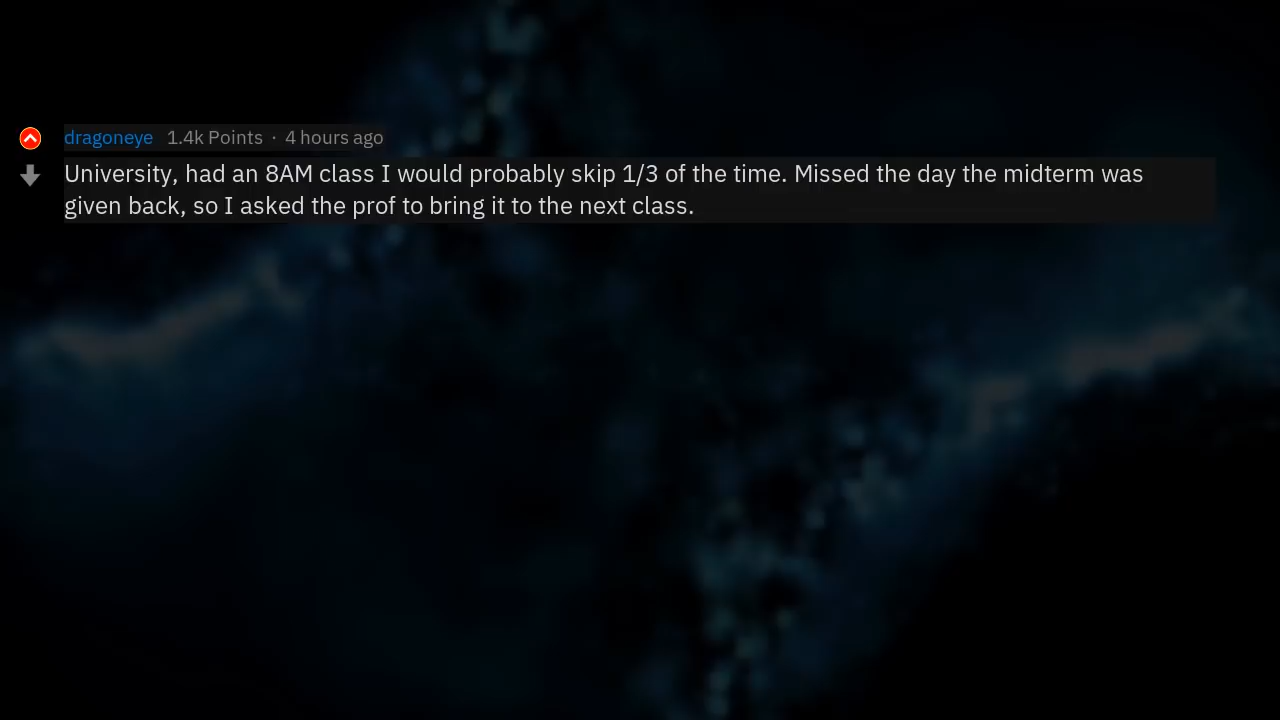 dragoneye 1.4k Points · 4 hours ago
University, had an 8AM class I would probably skip 1/3 of the time. Missed the day the midterm was
given back, so I asked the prof to bring it to the next class.